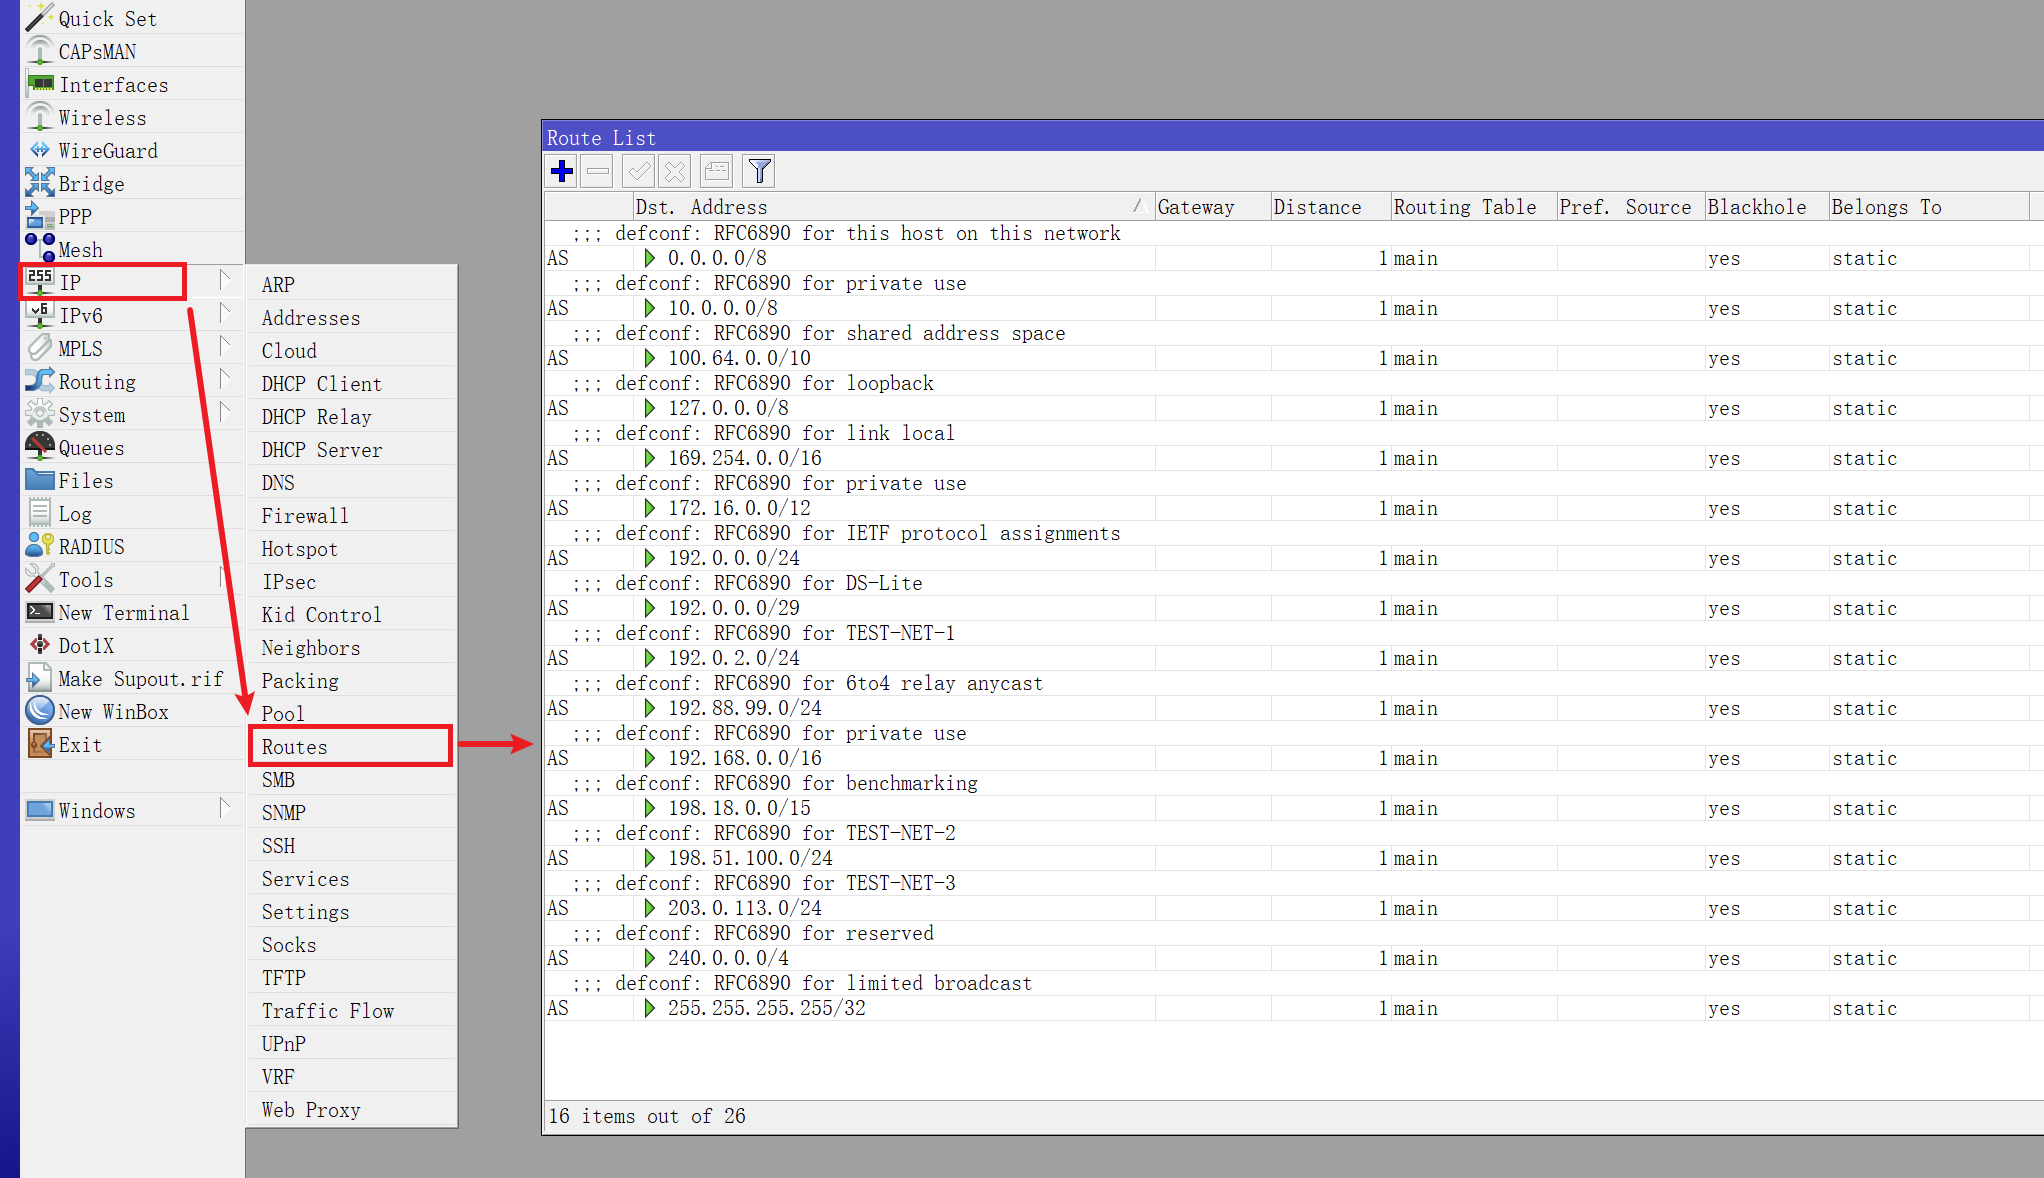 Quick Set
CAPsMAN
Interfaces
Wireless
WireGuard
Bridge
PPP
Mesh
255 IP
v6 IPv6
MPLS
Routing
System
Queues
Files
Log
RADIUS
Tools
New Terminal
Dot1X
Make Supout.rif
New WinBox
Exit
Windows
ARP
Addresses
Cloud
DHCP Client
DHCP Relay
DHCP Server
DNS
Firewall
Hotspot
IPsec
Kid Control
Neighbors
Packing
Pool
Routes
SMB
SNMP
SSH
Services
Settings
Socks
TFTP
Traffic Flow
UPnP
VRF
Web Proxy
Route List
Dst. Address Gateway Distance Routing Table Pref. Source Blackhole Belongs To
;;; defconf: RFC6890 for this host on this network
AS 0.0.0.0/8 1 main yes static
;;; defconf: RFC6890 for private use
AS 10.0.0.0/8 1 main yes static
;;; defconf: RFC6890 for shared address space
AS 100.64.0.0/10 1 main yes static
;;; defconf: RFC6890 for loopback
AS 127.0.0.0/8 1 main yes static
;;; defconf: RFC6890 for link local
AS 169.254.0.0/16 1 main yes static
;;; defconf: RFC6890 for private use
AS 172.16.0.0/12 1 main yes static
;;; defconf: RFC6890 for IETF protocol assignments
AS 192.0.0.0/24 1 main yes static
;;; defconf: RFC6890 for DS-Lite
AS 192.0.0.0/29 1 main yes static
;;; defconf: RFC6890 for TEST-NET-1
AS 192.0.2.0/24 1 main yes static
;;; defconf: RFC6890 for 6to4 relay anycast
AS 192.88.99.0/24 1 main yes static
;;; defconf: RFC6890 for private use
AS 192.168.0.0/16 1 main yes static
;;; defconf: RFC6890 for benchmarking
AS 198.18.0.0/15 1 main yes static
;;; defconf: RFC6890 for TEST-NET-2
AS 198.51.100.0/24 1 main yes static
;;; defconf: RFC6890 for TEST-NET-3
AS 203.0.113.0/24 1 main yes static
;;; defconf: RFC6890 for reserved
AS 240.0.0.0/4 1 main yes static
;;; defconf: RFC6890 for limited broadcast
AS 255.255.255.255/32 1 main yes static
16 items out of 26